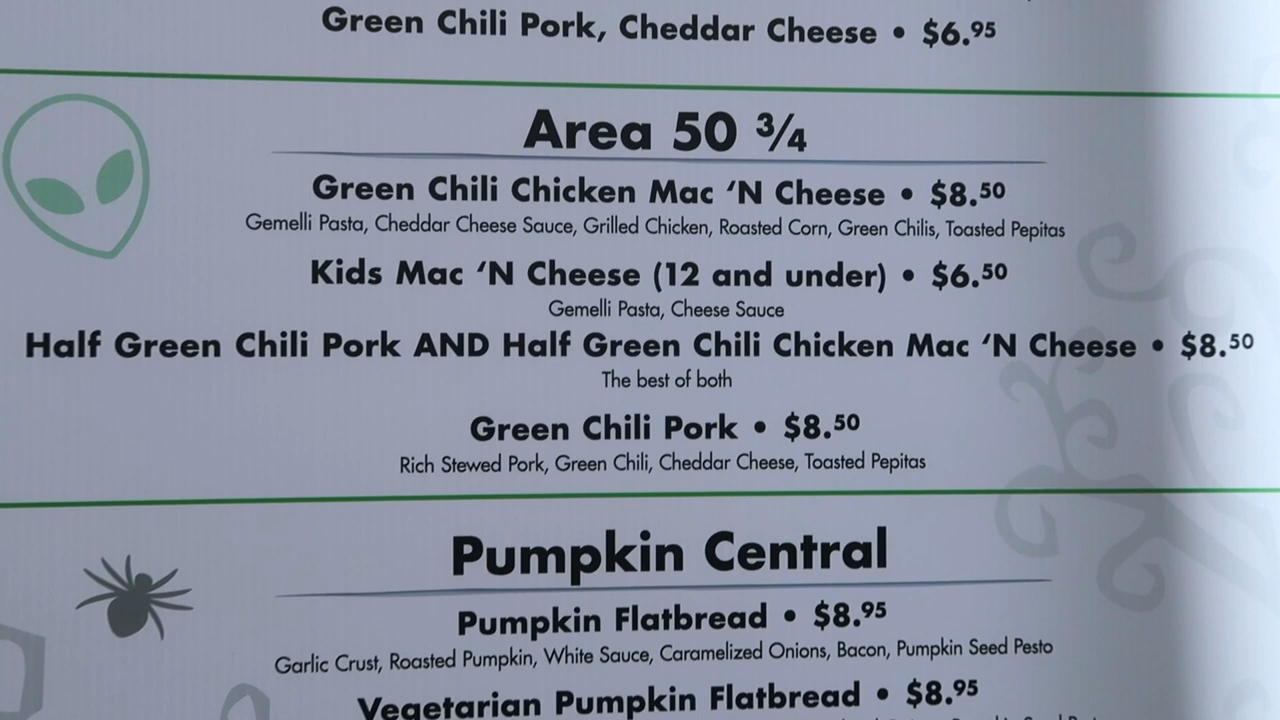 Green Chili Pork, Cheddar Cheese • $6.95
Area 50 ¾
Green Chili Chicken Mac ‘N Cheese • $8.50
Gemelli Pasta, Cheddar Cheese Sauce, Grilled Chicken, Roasted Corn, Green Chilis, Toasted Pepitas
Kids Mac ‘N Cheese (12 and under) • $6.50
Gemelli Pasta, Cheese Sauce
Half Green Chili Pork AND Half Green Chili Chicken Mac ‘N Cheese • $8.50
The best of both
Green Chili Pork • $8.50
Rich Stewed Pork, Green Chili, Cheddar Cheese, Toasted Pepitas
Pumpkin Central
Pumpkin Flatbread • $8.95
Garlic Crust, Roasted Pumpkin, White Sauce, Caramelized Onions, Bacon, Pumpkin Seed Pesto
Vegetarian Pumpkin Flatbread • $8.95